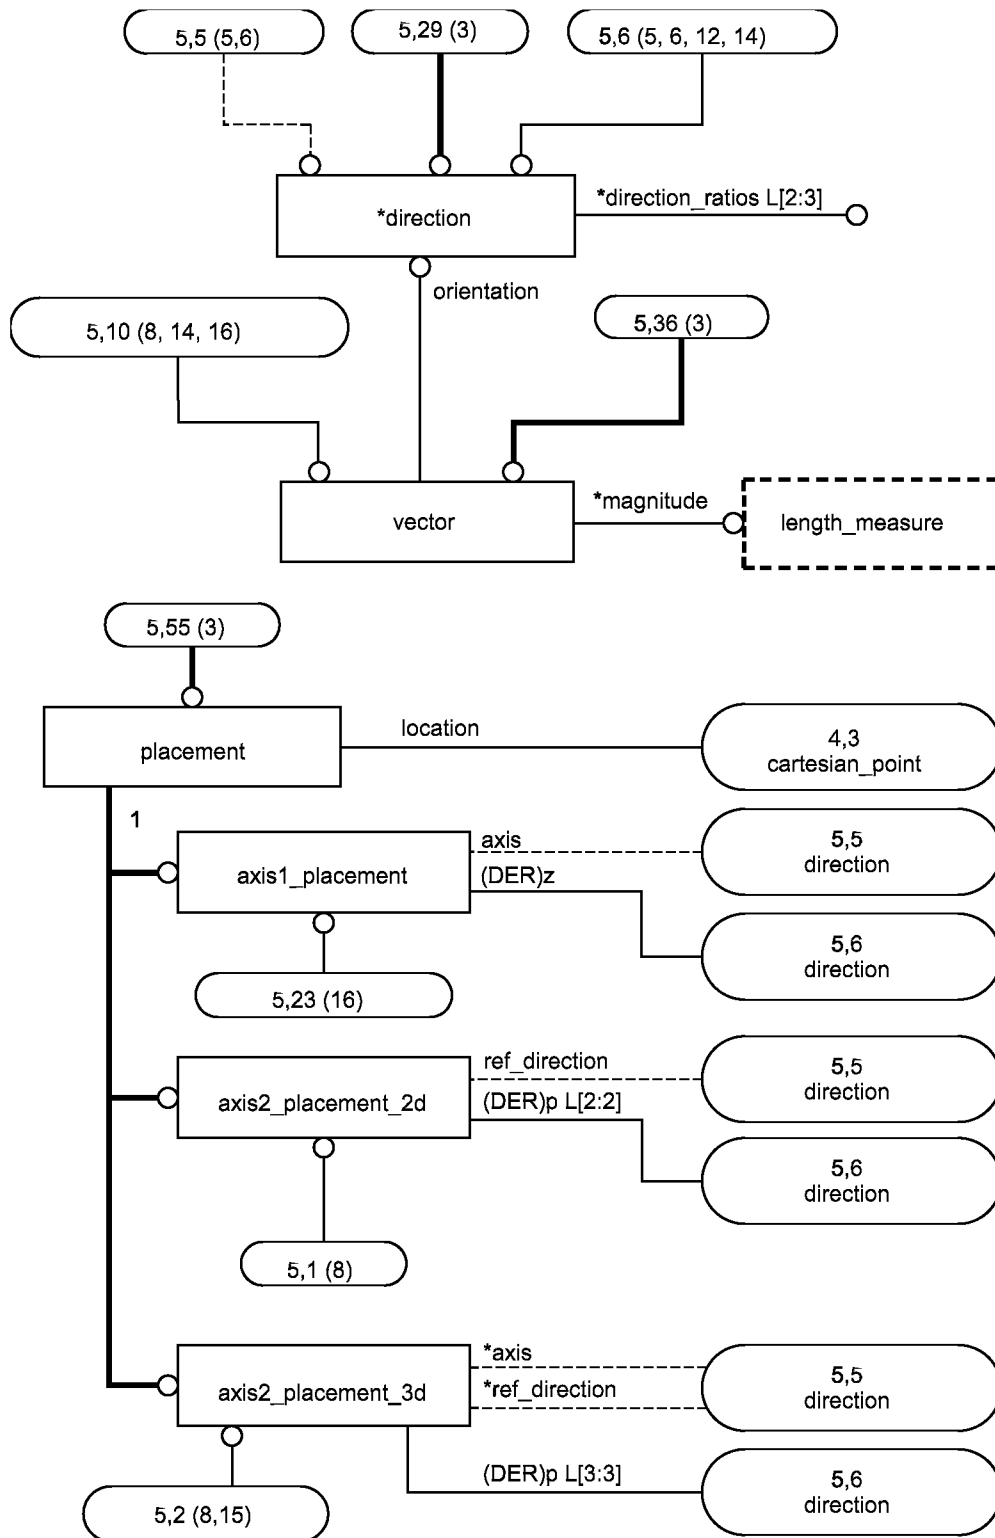 5,5 (5,6)
5,29 (3)
5,6 (5, 6, 12, 14)
*direction
*direction_ratios L[2:3]
orientation
5,10 (8, 14, 16)
5,36 (3)
vector
*magnitude
length_measure
5,55 (3)
placement
location
4,3
cartesian_point
1
axis1_placement
axis
(DER)z
5,5
direction
5,6
direction
5,23 (16)
axis2_placement_2d
ref_direction
(DER)p L[2:2]
5,5
direction
5,6
direction
5,1 (8)
axis2_placement_3d
*axis
*ref_direction
5,5
direction
(DER)p L[3:3]
5,6
direction
5,2 (8,15)